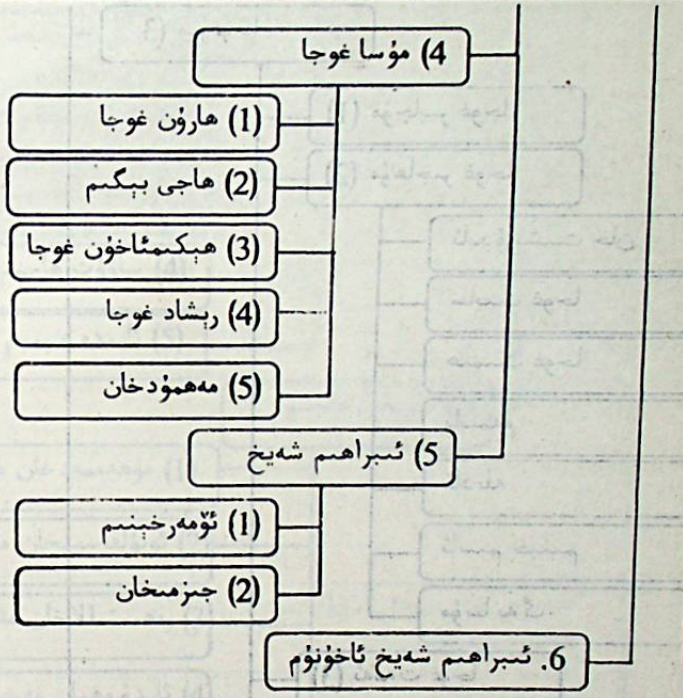 4) مۇسا غوجا
(1) ھارۇن غوجا
(2) ھاجى بېگىم
(3) ھېكىمئاخۇن غوجا
(4) رېشاد غوجا
(5) مەھمۇدخان
5) ئىبراھىم شەيخ
(1) ئۆمەرخېنىم
(2) جىزمىخان
6. ئىبراھىم شەيخ ئاخۇنۇم